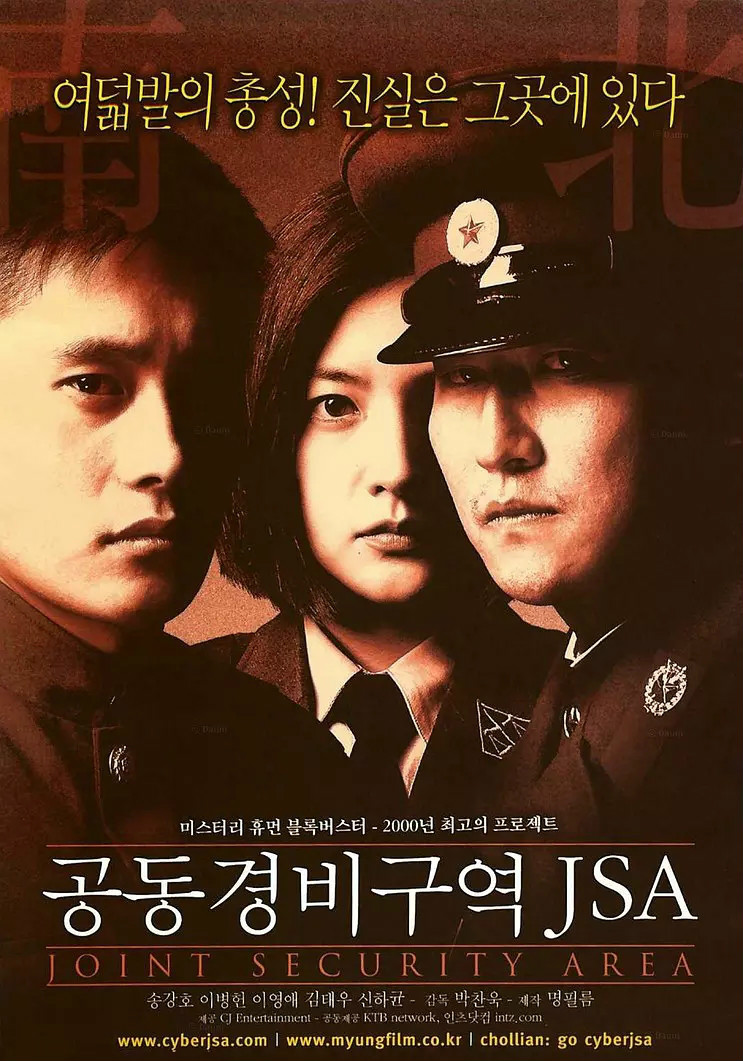 南 北
여덟발의 총성! 진실은 그곳에 있다
미스터리 휴먼 블록버스터 - 2000년 최고의 프로젝트
공동경비구역 JSA
JOINT SECURITY AREA
송강호 이병헌 이영애 김태우 신하균 - 감독 박찬욱 - 제작 명필름
제공 CJ Entertainment - 공동제공 KTB network, 인츠닷컴 intz.com
www.cyberjsa.com | www.myungfilm.co.kr | chollian: go cyberjsa